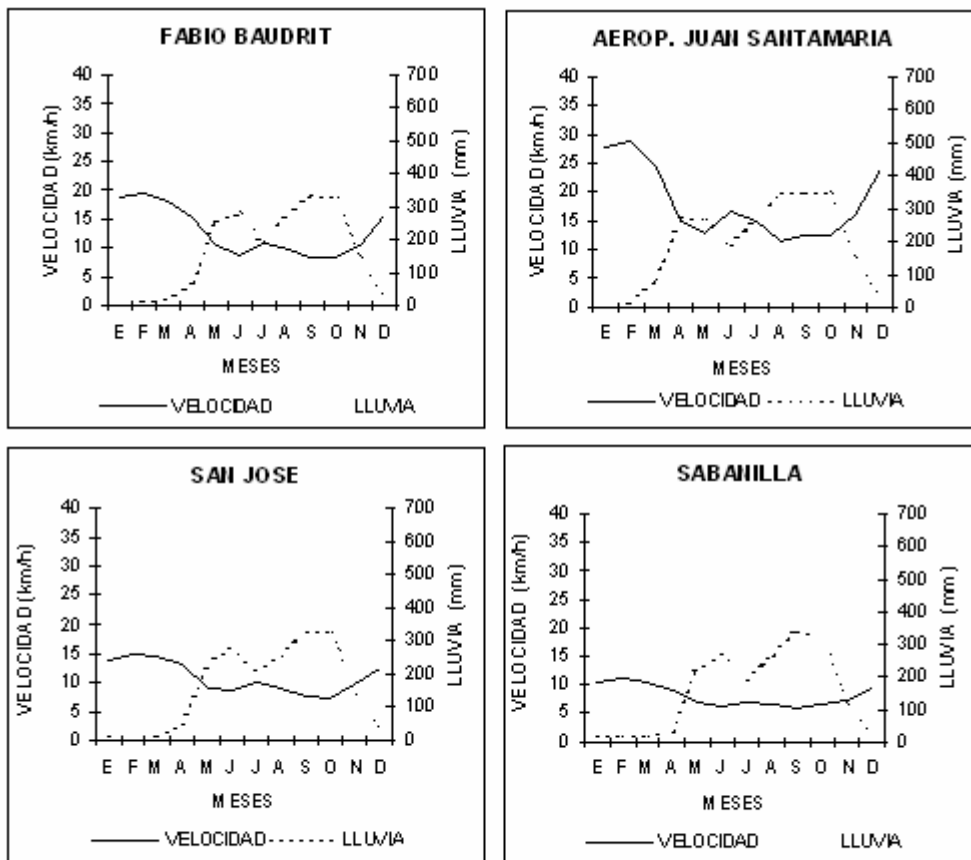 FABIO BAUDRIT
VELOCIDAD (km/h)
40
35
30
25
20
15
10
5
0
700
600
500
400
300
200
100
0
LLUVIA (mm)
E F M A M J J A S O N D
MESES
VELOCIDAD LLUVIA
AEROP. JUAN SANTAMARIA
VELOCIDAD (km/h)
40
35
30
25
20
15
10
5
0
700
600
500
400
300
200
100
0
LLUVIA (mm)
E F M A M J J A S O N D
MESES
VELOCIDAD LLUVIA
SAN JOSE
VELOCIDAD (km/h)
40
35
30
25
20
15
10
5
0
700
600
500
400
300
200
100
0
LLUVIA (mm)
E F M A M J J A S O N D
MESES
VELOCIDAD LLUVIA
SABANILLA
VELOCIDAD (km/h)
40
35
30
25
20
15
10
5
0
700
600
500
400
300
200
100
0
LLUVIA (mm)
E F M A M J J A S O N D
MESES
VELOCIDAD LLUVIA